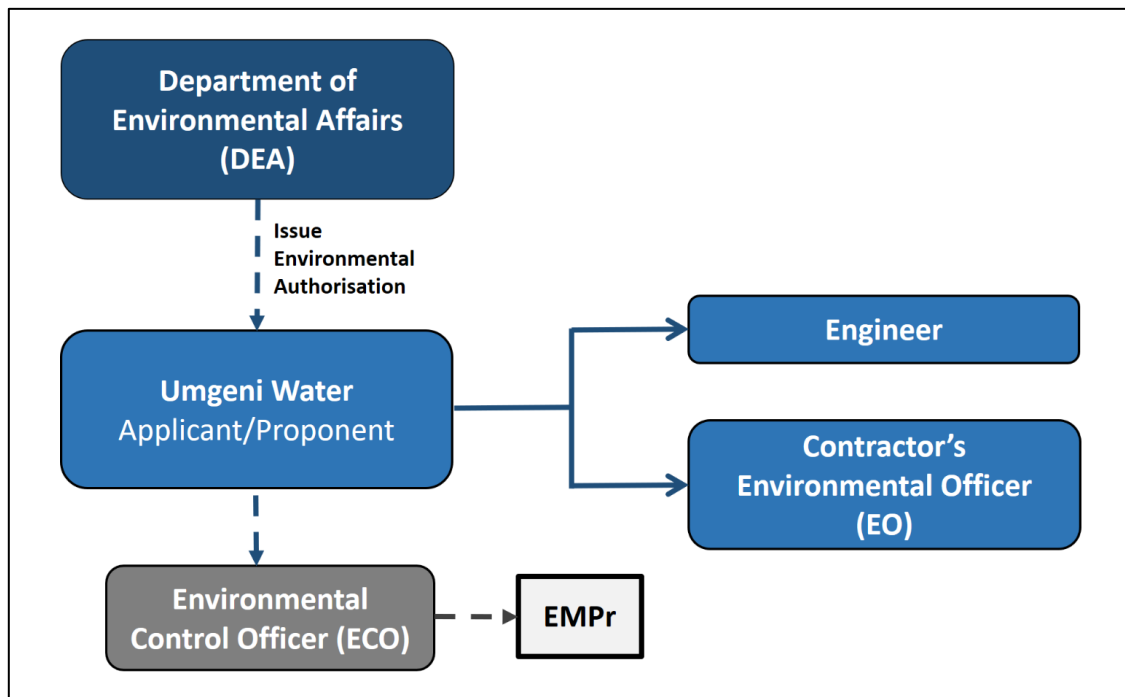 Department of
Environmental Affairs
(DEA)
Issue
Environmental
Authorisation
Umgeni Water
Applicant/Proponent
Engineer
Contractor’s
Environmental Officer
(EO)
Environmental
Control Officer (ECO)
EMPr